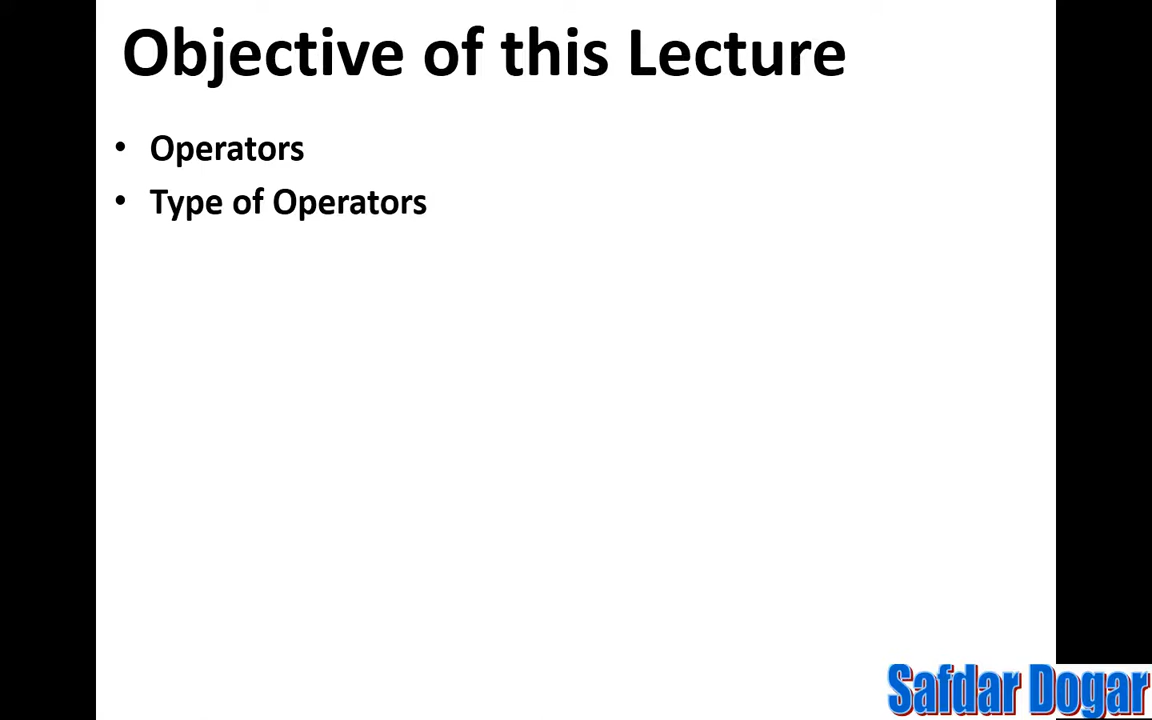 Objective of this Lecture
• Operators
• Type of Operators
Safdar Dogar